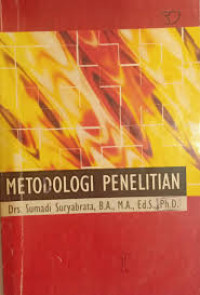 METODOLOGI PENELITIAN
Drs. Sumadi Suryabrata, B.A., M.A., Ed.S., Ph.D.